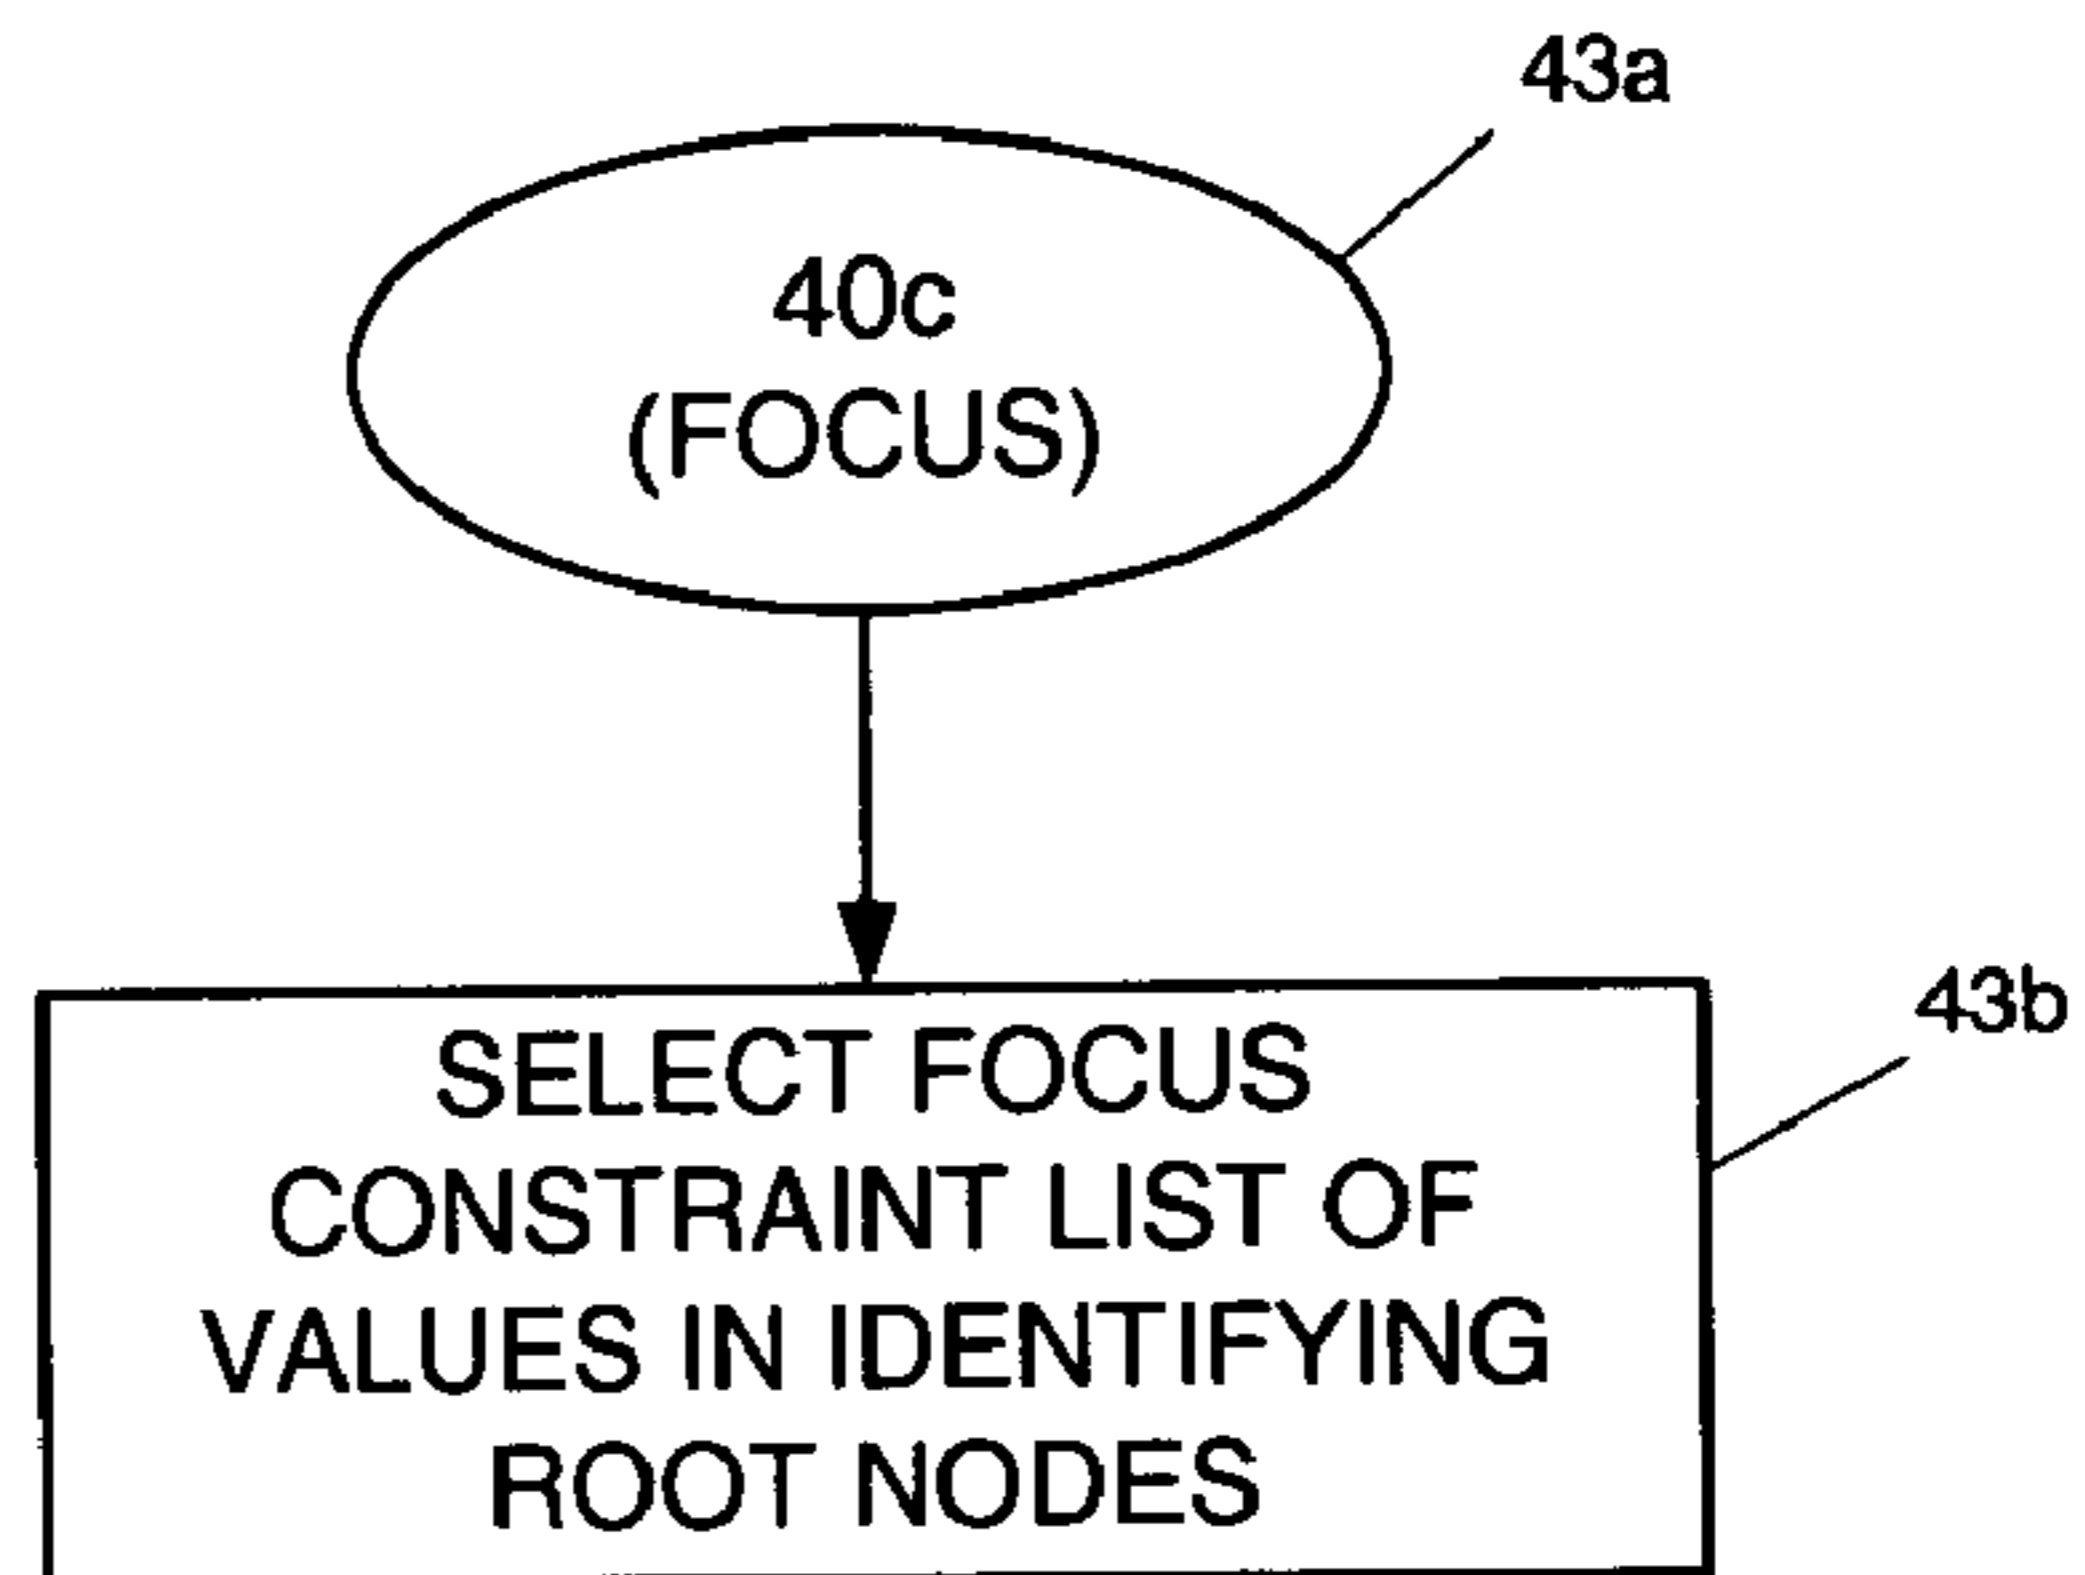 43a
40c
(FOCUS)
43b
SELECT FOCUS
CONSTRAINT LIST OF
VALUES IN IDENTIFYING
ROOT NODES